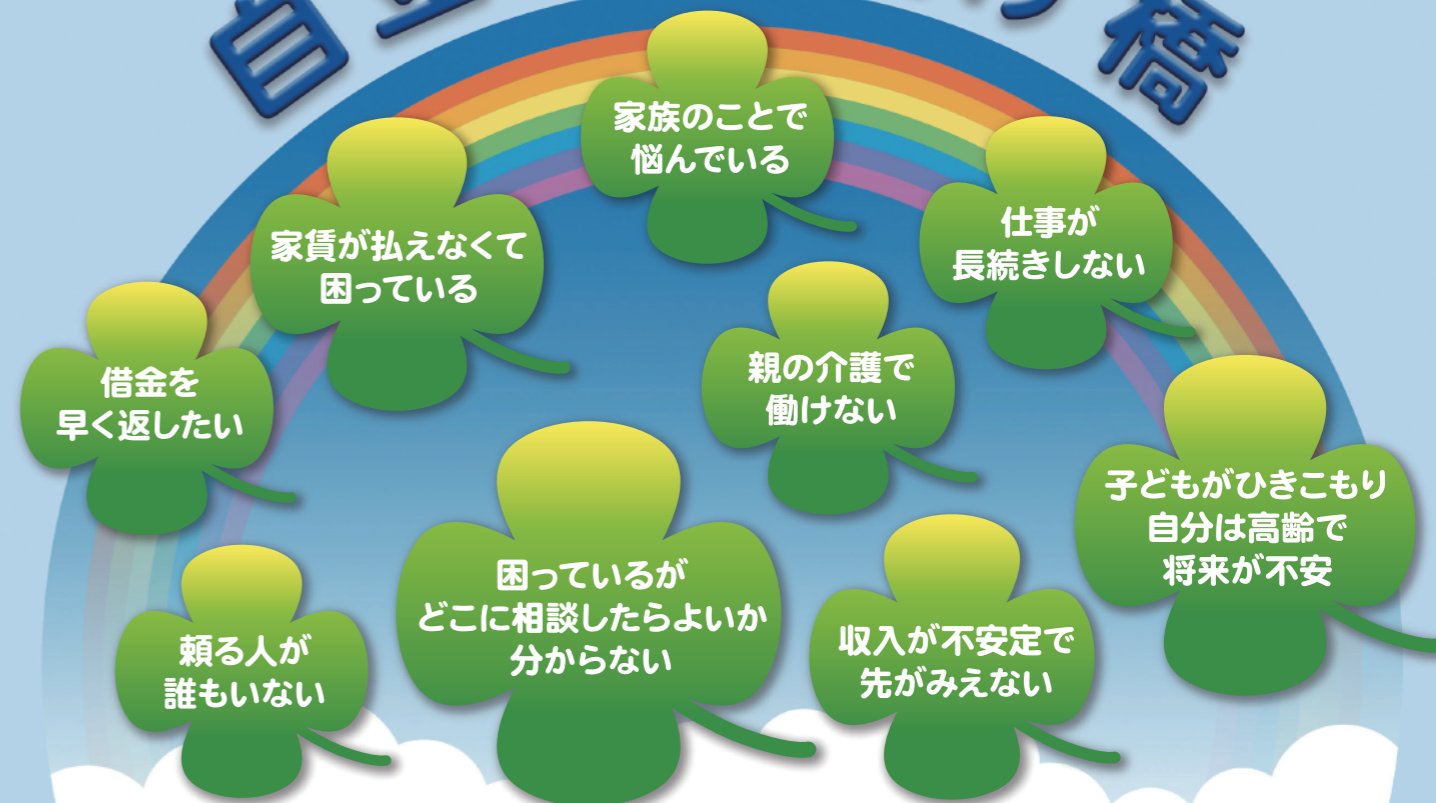 家族のことで
悩んでいる
家賃が払えなくて
困っている
仕事が
長続きしない
借金を
早く返したい
親の介護で
働けない
子どもがひきこもり
自分は高齢で
将来が不安
困っているが
どこに相談したらよいか
分からない
頼る人が
誰もいない
収入が不安定で
先がみえない